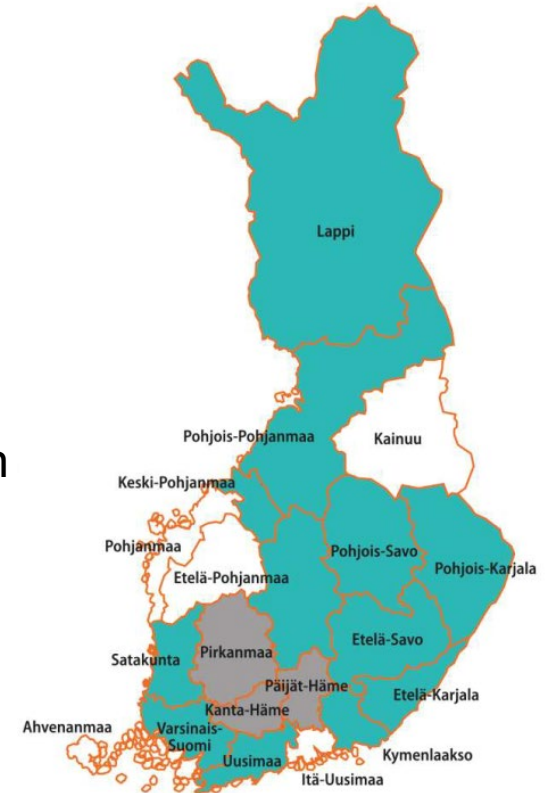 Lappi
Pohjois-Pohjanmaa
Kainuu
n
Keski-Pohjanmaa
Pohjanmaa
Pohjois-Savo
Pohjois-Karjala
Etelä-Pohjanmaa
Etelä-Savo
Satakunta
Pirkanmaa
Päijät-Häme
Etelä-Karjala
Kanta-Häme
Ahvenanmaa
Varsinais-
Suomi
Uusimaa
Kymenlaakso
Itä-Uusimaa